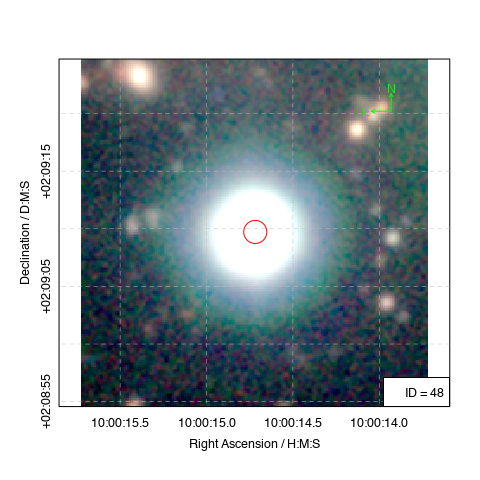 N
+02:09:15
+02:09:05
+02:08:55
Declination / D:M:S
ID = 48
10:00:15.5 10:00:15.0 10:00:14.5 10:00:14.0
Right Ascension / H:M:S